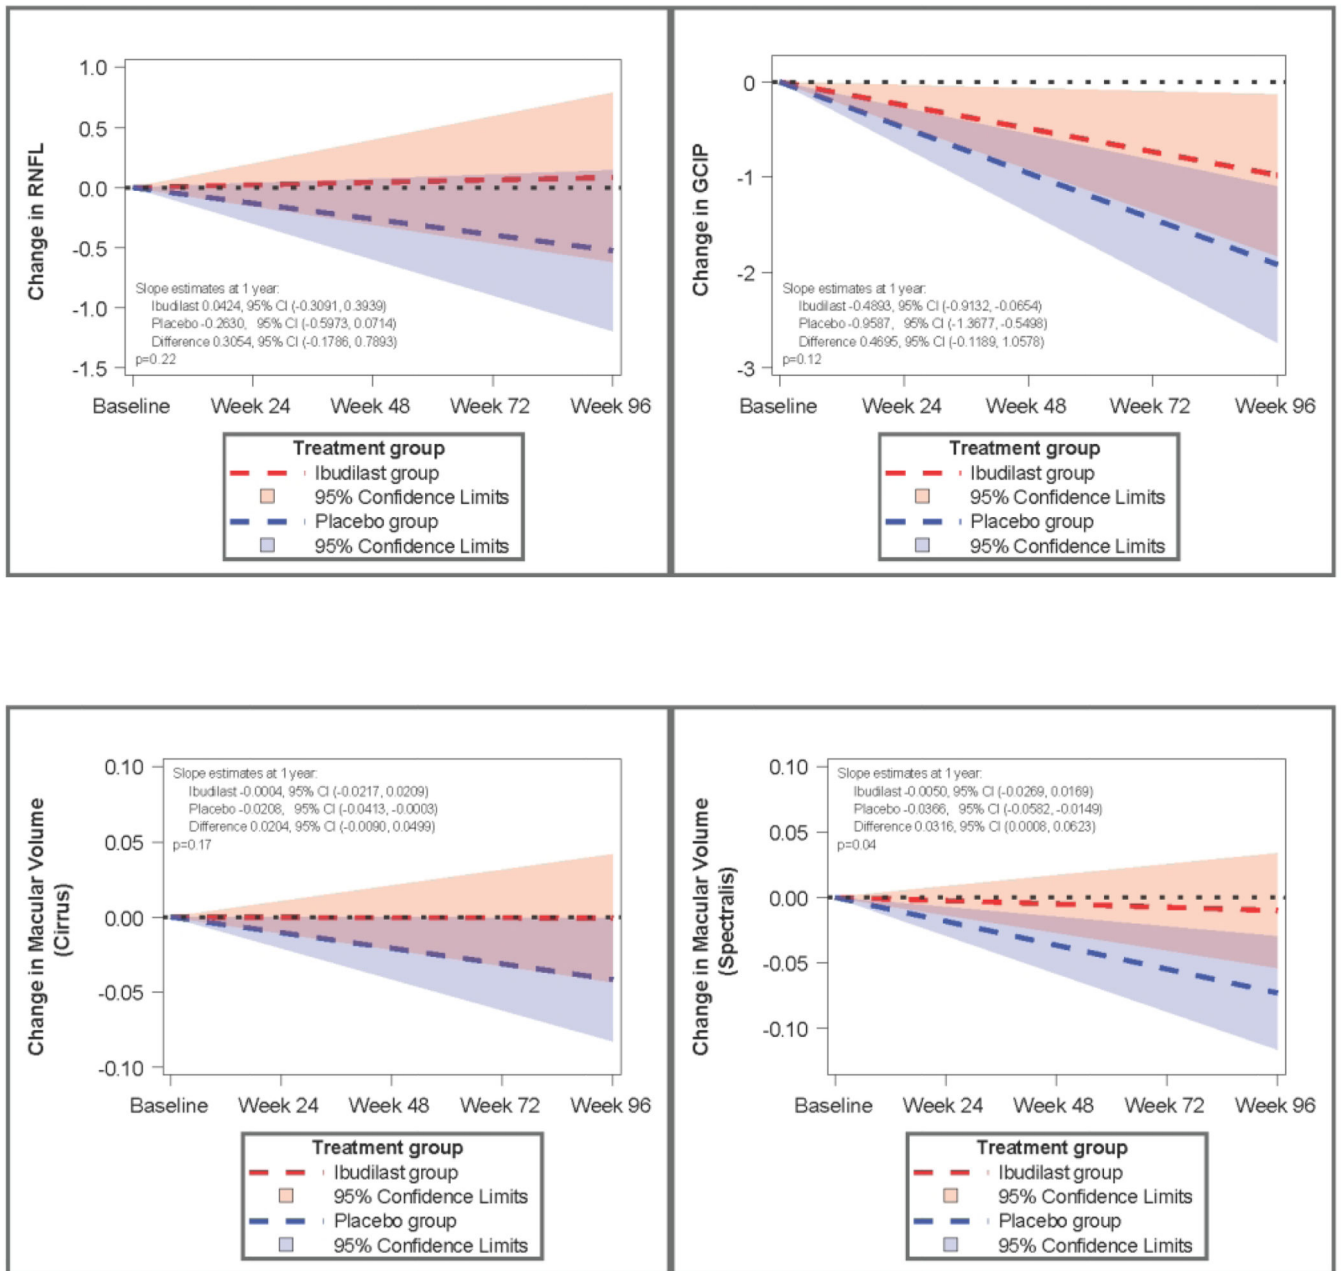 1.0
0.5
0.0
-0.5
-1.0
-1.5
Change in RNFL
Slope estimates at 1 year:
Ibudilast 0.0424, 95% CI (-0.3091, 0.3939)
Placebo -0.2630, 95% CI (-0.5973, 0.0714)
Difference 0.3054, 95% CI (-0.1786, 0.7893)
p=0.22
Baseline Week 24 Week 48 Week 72 Week 96
Treatment group
Ibudilast group
95% Confidence Limits
Placebo group
95% Confidence Limits
0
-1
-2
-3
Change in GCIP
Slope estimates at 1 year:
Ibudilast -0.4893, 95% CI (-0.9132, -0.0654)
Placebo -0.9587, 95% CI (-1.3677, -0.5498)
Difference 0.4695, 95% CI (-0.1189, 1.0578)
p=0.12
Baseline Week 24 Week 48 Week 72 Week 96
Treatment group
Ibudilast group
95% Confidence Limits
Placebo group
95% Confidence Limits
0.10
0.05
0.00
-0.05
-0.10
Change in Macular Volume
(Cirrus)
Slope estimates at 1 year:
Ibudilast -0.0004, 95% CI (-0.0217, 0.0209)
Placebo -0.0208, 95% CI (-0.0413, -0.0003)
Difference 0.0204, 95% CI (-0.0090, 0.0499)
p=0.17
Baseline Week 24 Week 48 Week 72 Week 96
Treatment group
Ibudilast group
95% Confidence Limits
Placebo group
95% Confidence Limits
0.10
0.05
0.00
-0.05
-0.10
Change in Macular Volume
(Spectralis)
Slope estimates at 1 year:
Ibudilast -0.0050, 95% CI (-0.0269, 0.0169)
Placebo -0.0366, 95% CI (-0.0582, -0.0149)
Difference 0.0316, 95% CI (0.0008, 0.0623)
p=0.04
Baseline Week 24 Week 48 Week 72 Week 96
Treatment group
Ibudilast group
95% Confidence Limits
Placebo group
95% Confidence Limits